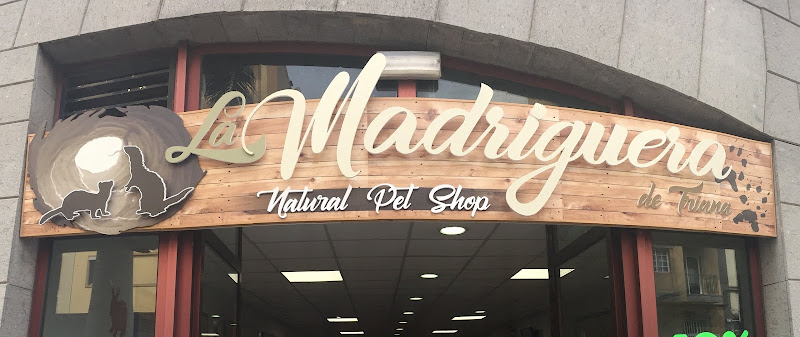 La Madriguera
de Triana
Natural Pet Shop